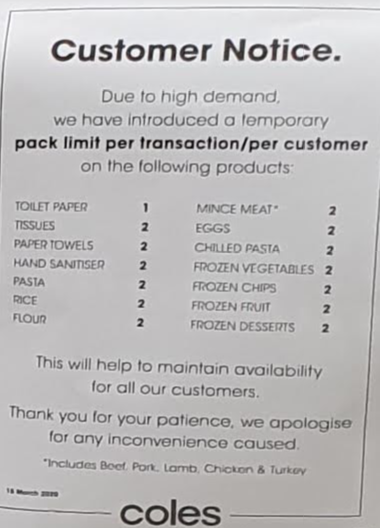 Customer Notice.
Due to high demand,
we have introduced a temporary
pack limit per transaction/per customer
on the following products:
TOILET PAPER 1
TISSUES 2
PAPER TOWELS 2
HAND SANITISER 2
PASTA 2
RICE 2
FLOUR 2
MINCE MEAT* 2
EGGS 2
CHILLED PASTA 2
FROZEN VEGETABLES 2
FROZEN CHIPS 2
FROZEN FRUIT 2
FROZEN DESSERTS 2
This will help to maintain availability
for all our customers.
Thank you for your patience, we apologise
for any inconvenience caused.
*Includes Beef, Pork, Lamb, Chicken & Turkey
March 2020
coles